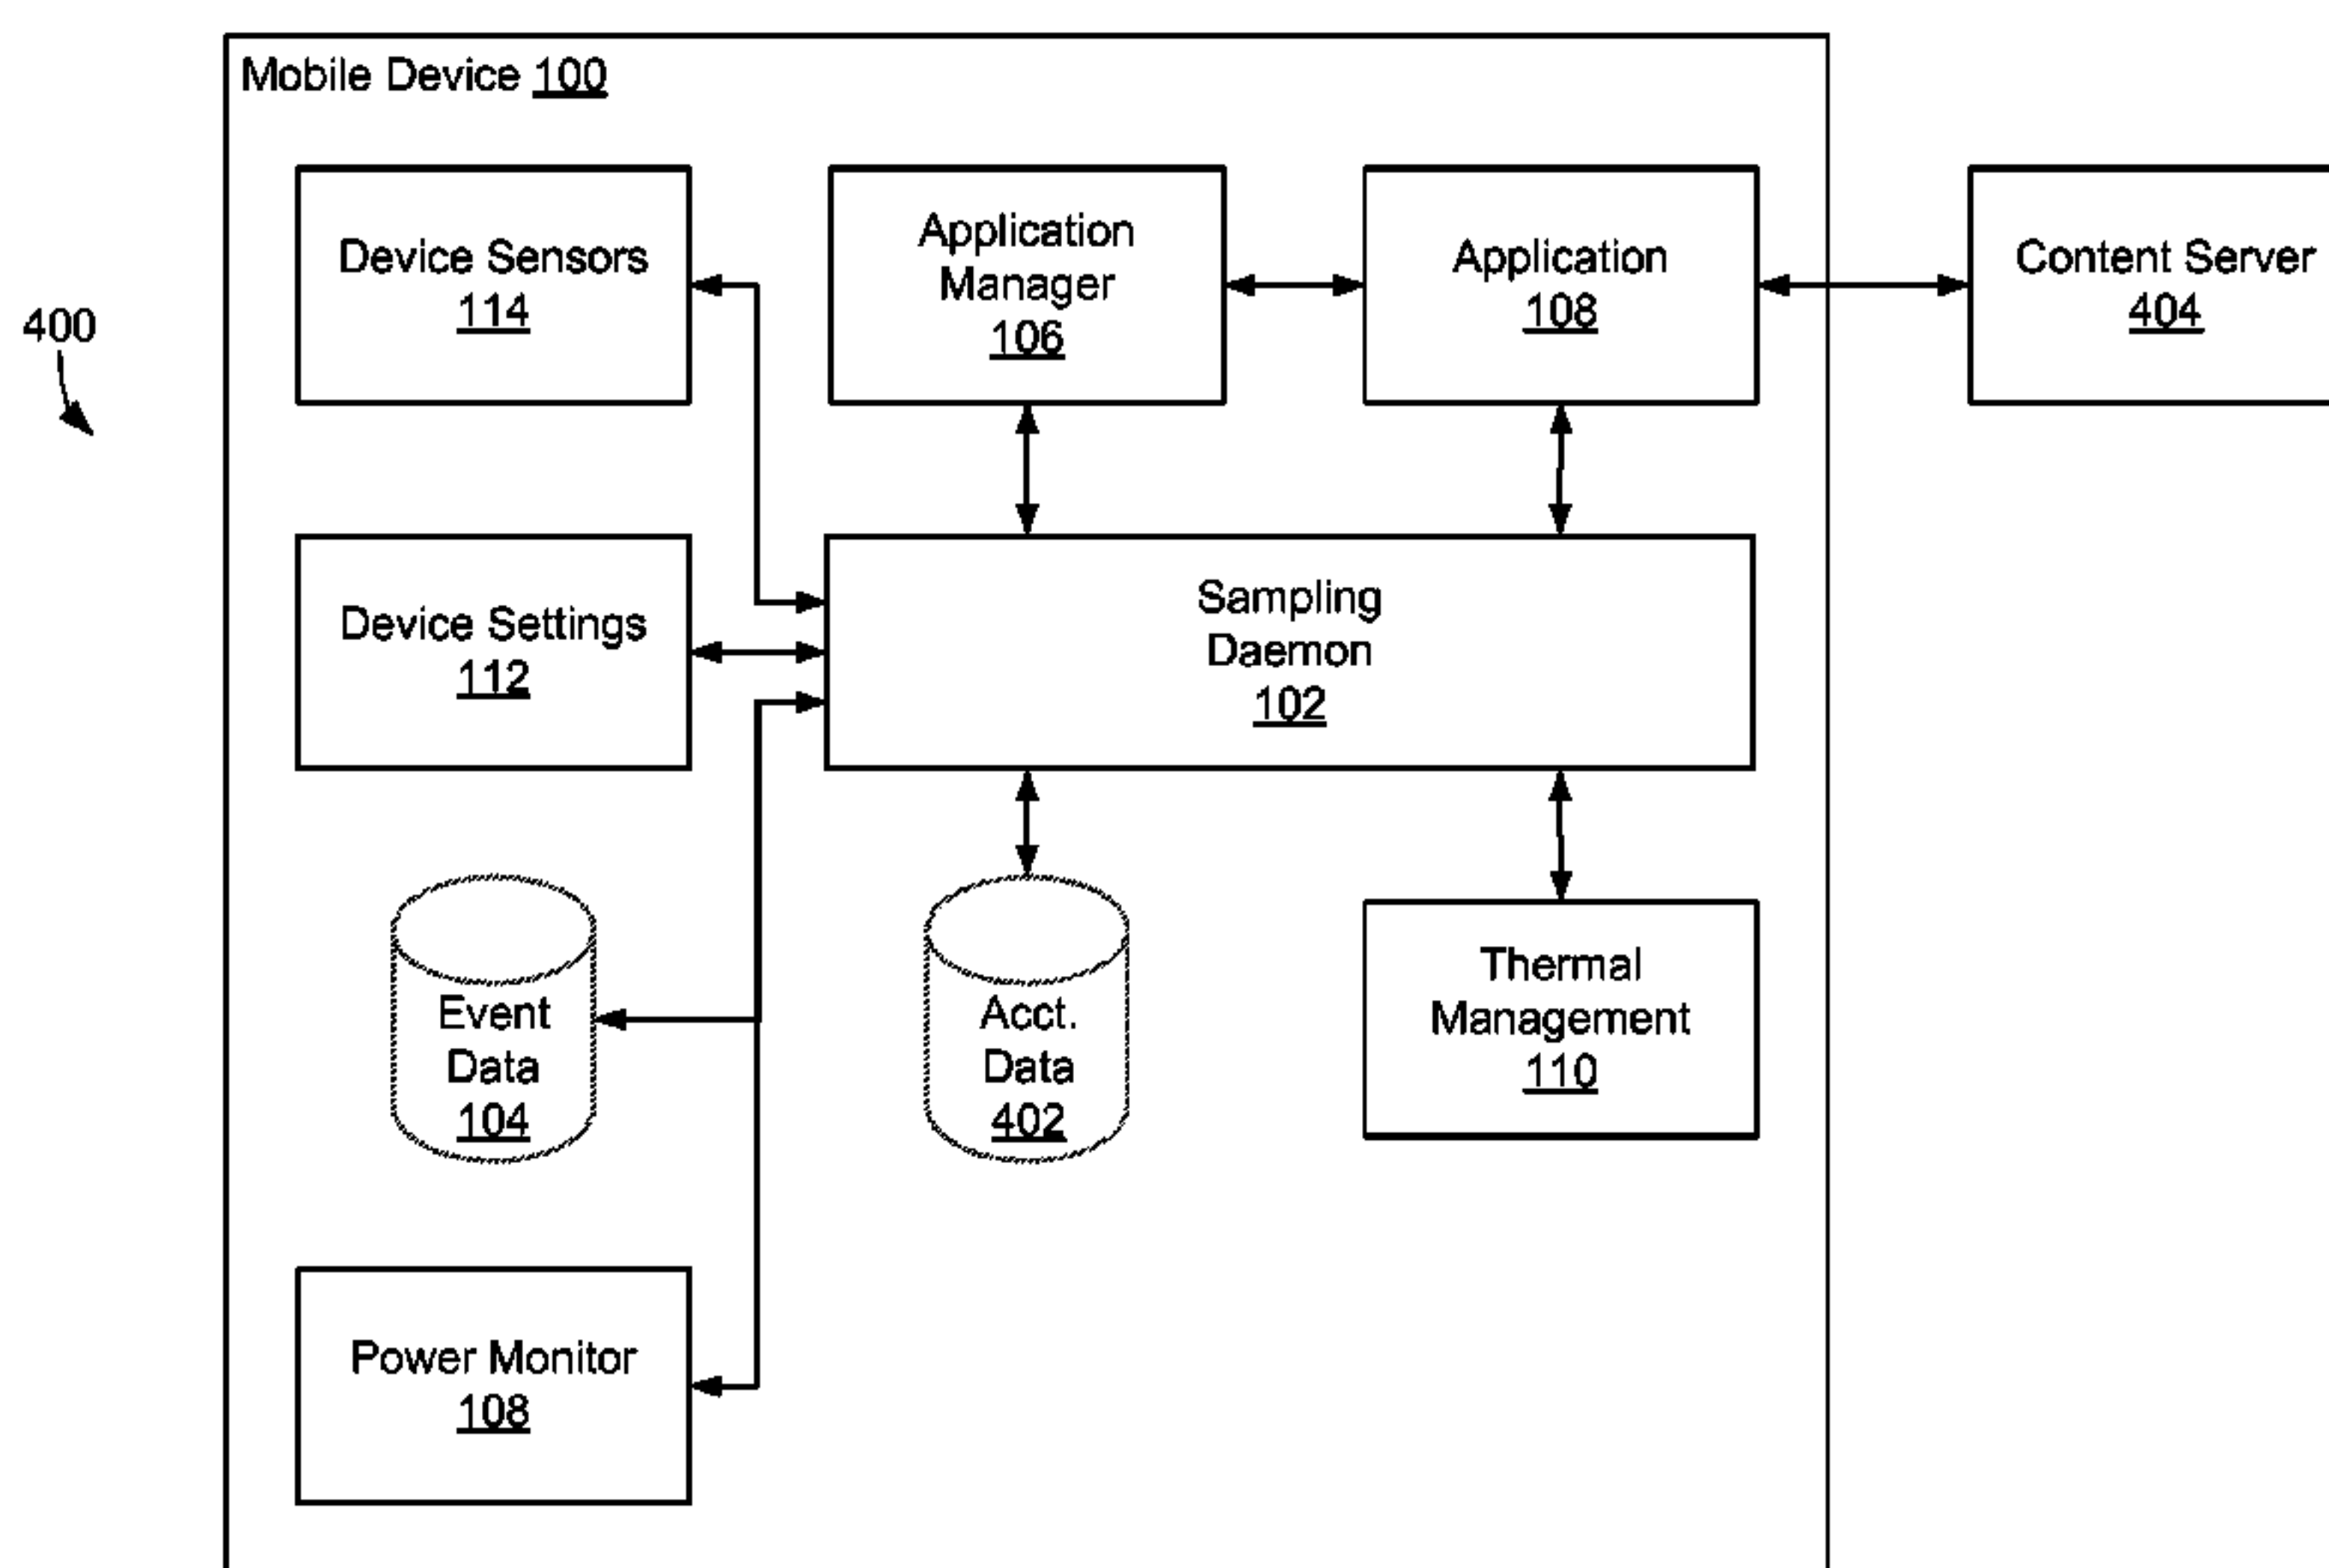 Mobile Device 100
Device Sensors
114
Application
Manager
106
Application
108
Content Server
404
400
Device Settings
112
Sampling
Daemon
102
Event
Data
104
Acct.
Data
402
Thermal
Management
110
Power Monitor
108